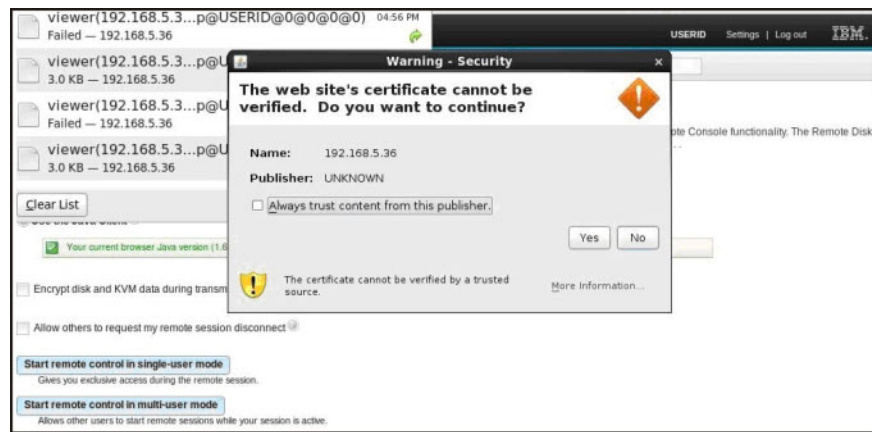 viewer(192.168.5.3...p@USERID@0@0@0@0) 04:56 PM
Failed — 192.168.5.36
viewer(192.168.5.3...p@U
3.0 KB — 192.168.5.36
viewer(192.168.5.3...p@U
Failed — 192.168.5.36
viewer(192.168.5.3...p@U
3.0 KB — 192.168.5.36
Clear List
USERID Settings | Log out IBM.
Warning - Security
The web site's certificate cannot be
verified. Do you want to continue?
Name: 192.168.5.36
Publisher: UNKNOWN
Always trust content from this publisher.
Yes No
The certificate cannot be verified by a trusted
source.
More Information...
ote Console functionality. The Remote Disk
Your current browser Java version (1.6
Encrypt disk and KVM data during transm
Allow others to request my remote session disconnect
Start remote control in single-user mode
Gives you exclusive access during the remote session.
Start remote control in multi-user mode
Allows other users to start remote sessions while your session is active.